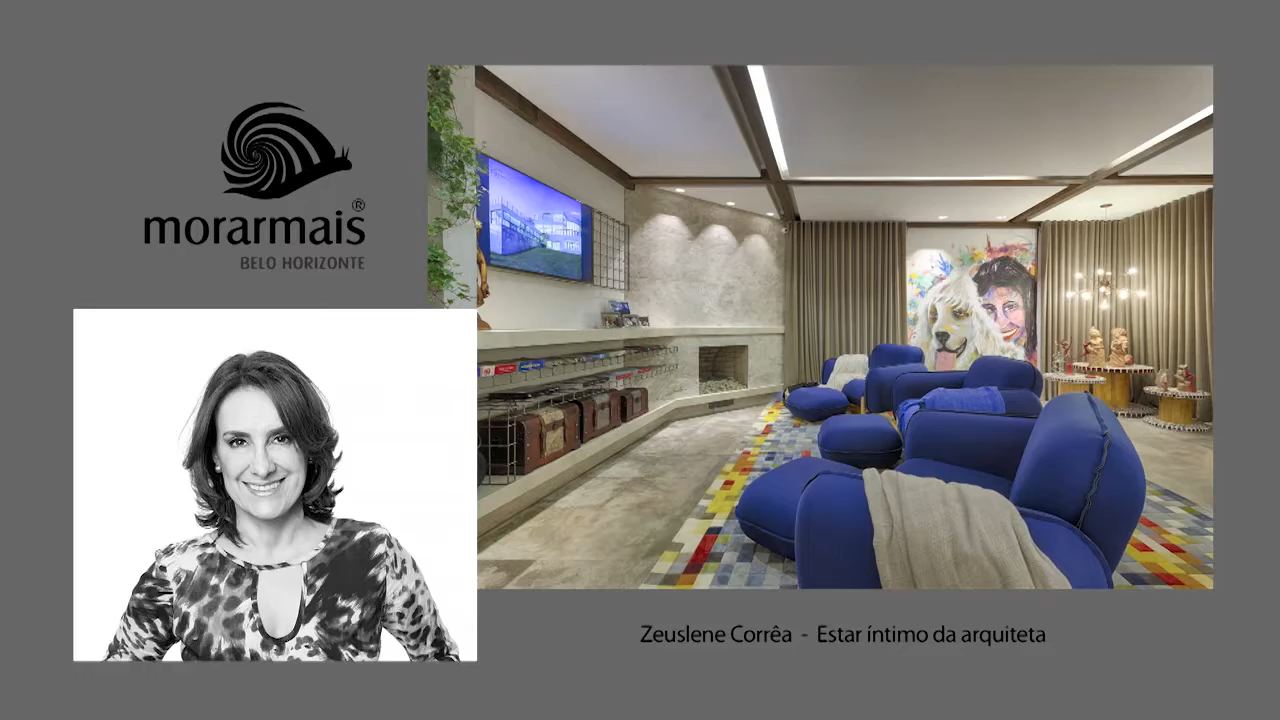 morarmais®
BELO HORIZONTE
Zeuslene Corrêa - Estar íntimo da arquiteta